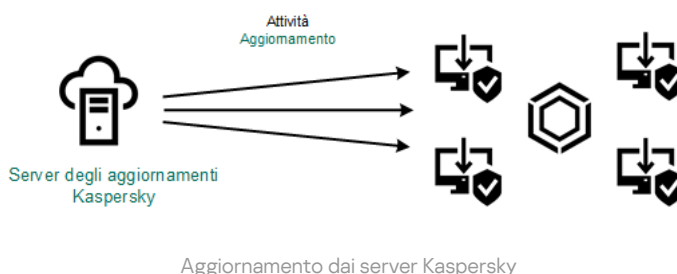 Attività
Aggiornamento
Server degli aggiornamenti
Kaspersky
Aggiornamento dai server Kaspersky